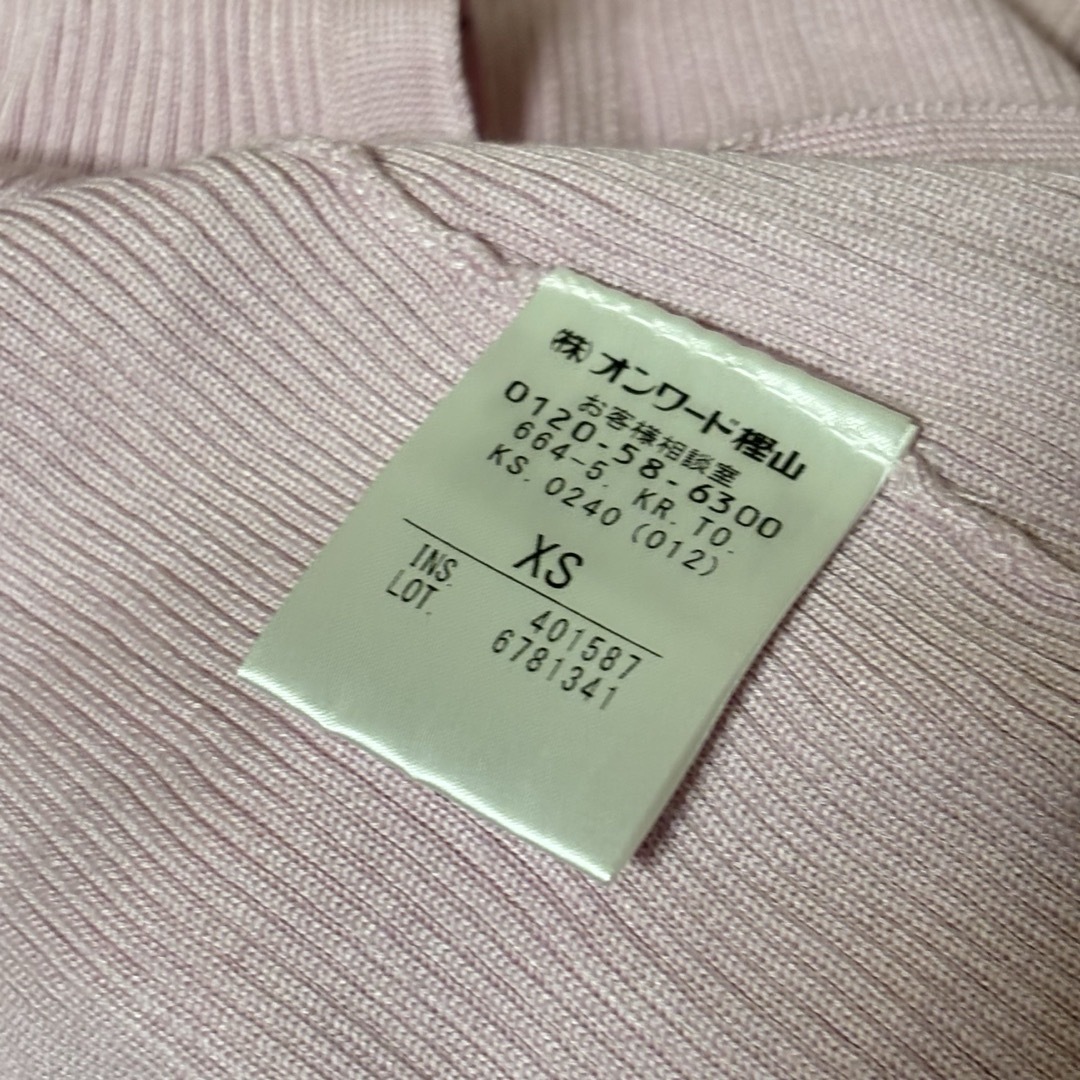 ㈱オンワード樫山
お客様相談室
0120-58-6300
664-5. KR. TO.
KS. 0240 (012)
XS
INS. 401587
LOT. 6781341